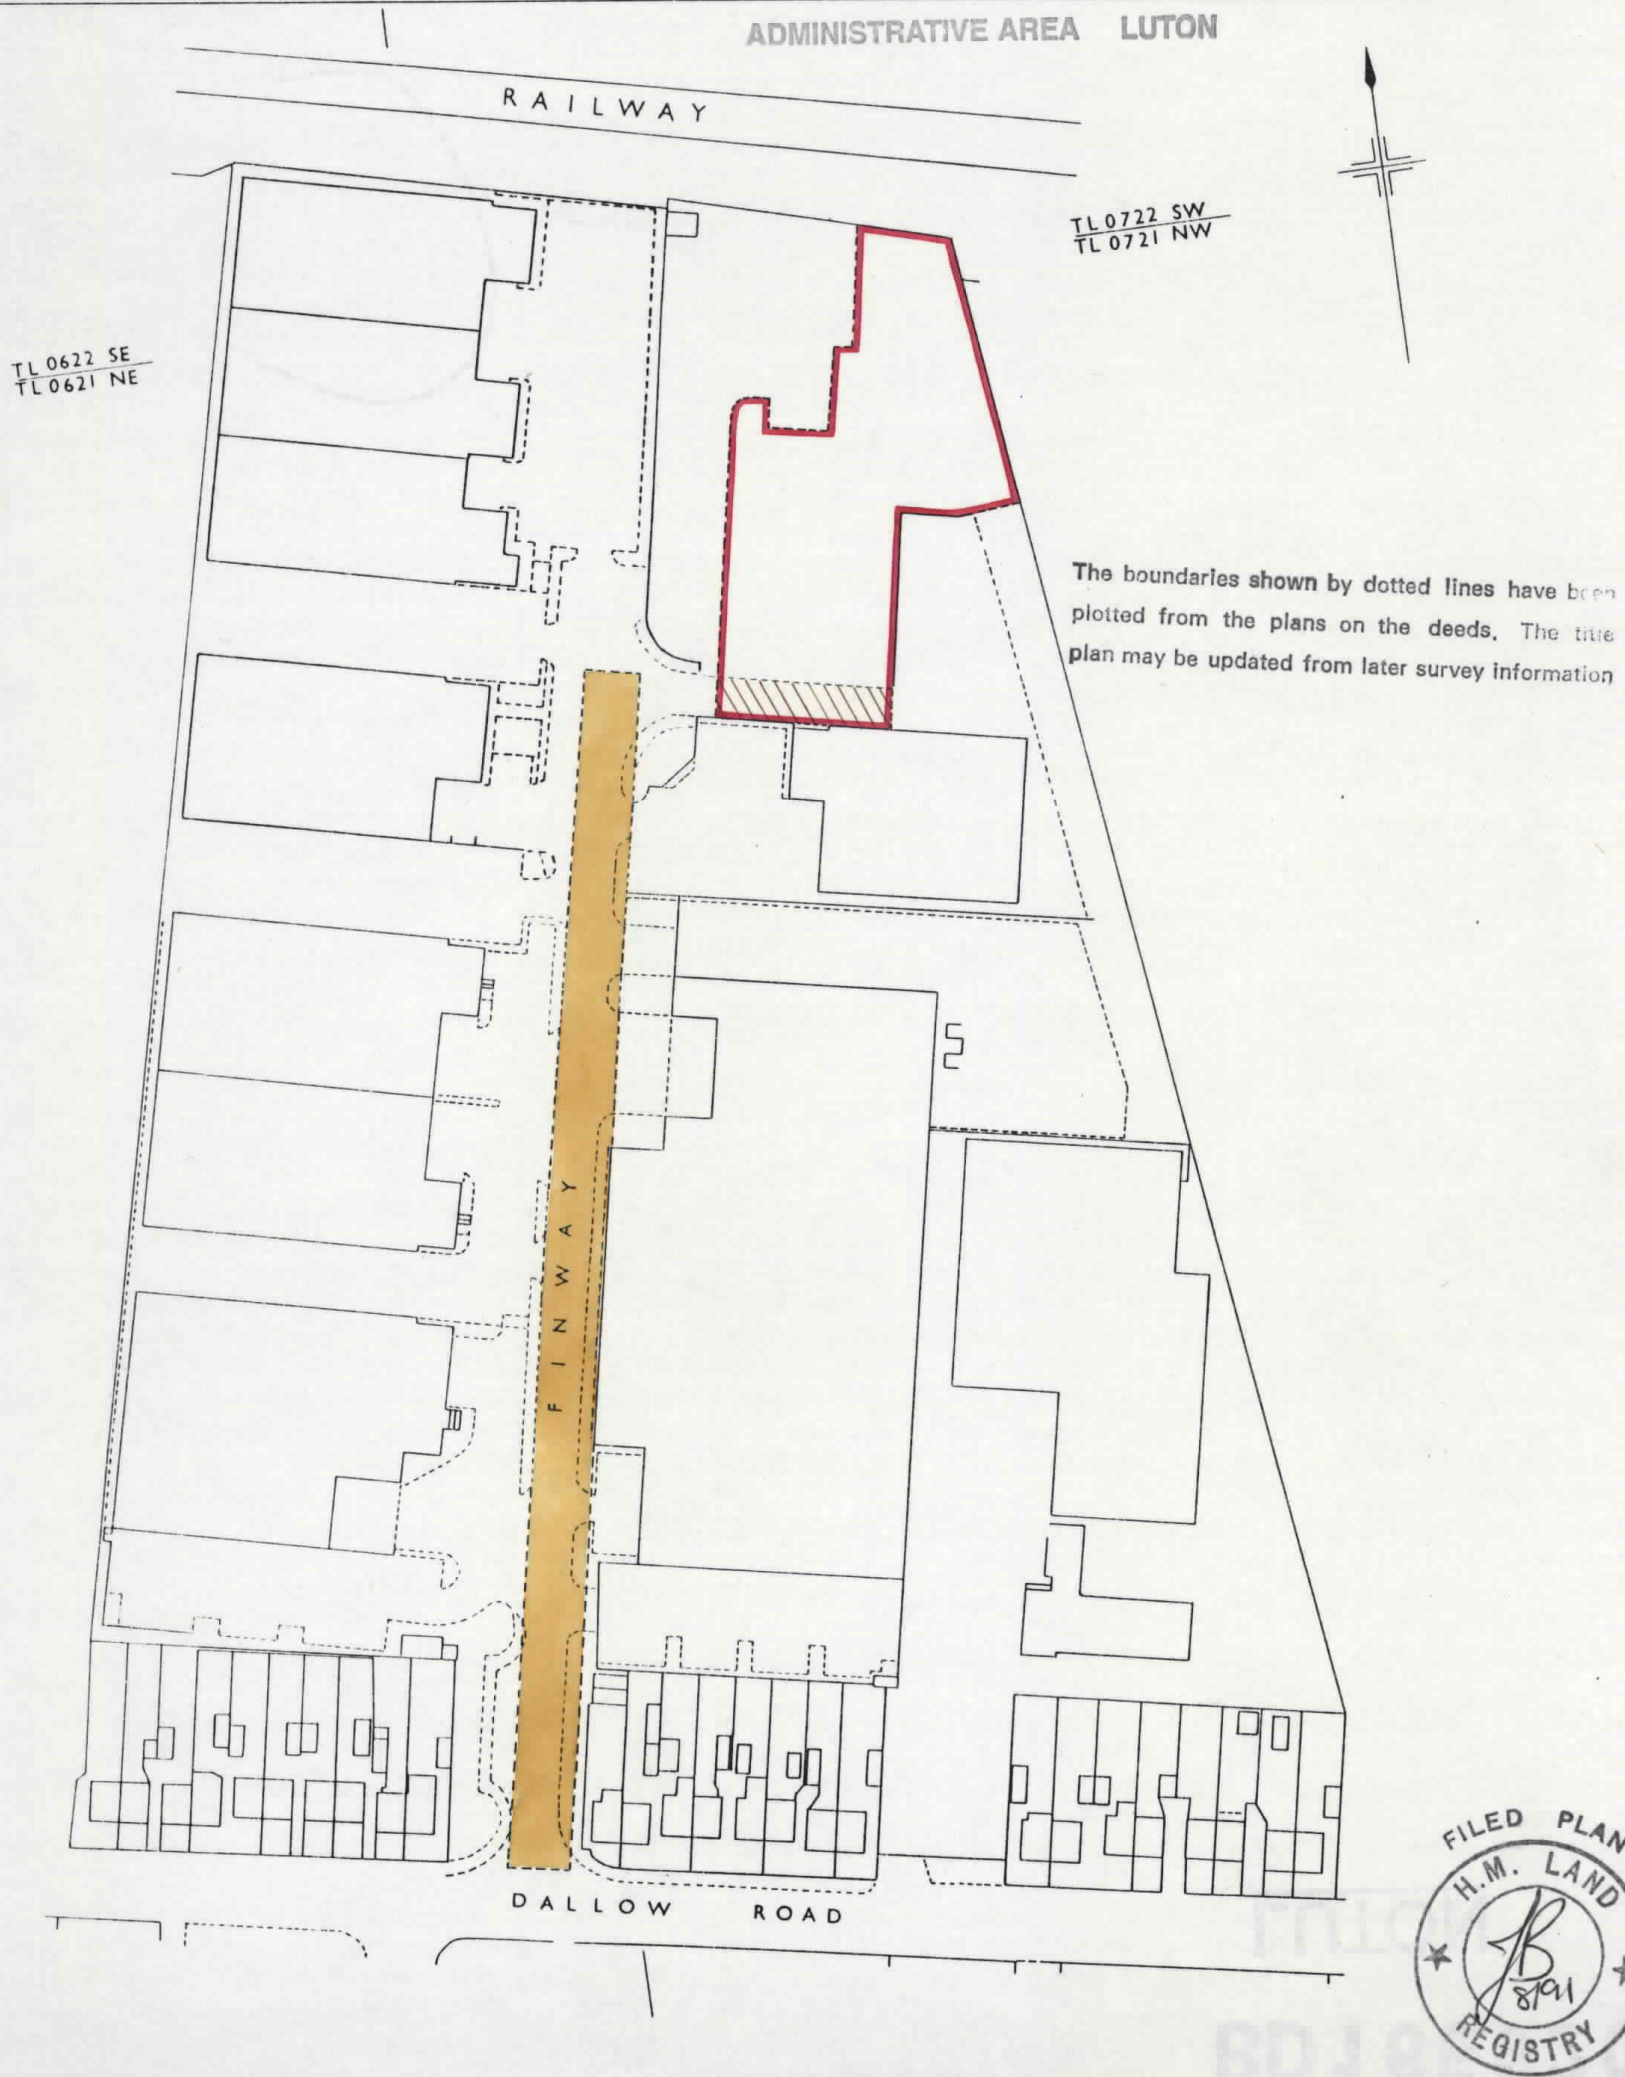 ADMINISTRATIVE AREA LUTON
RAILWAY
TL 0722 SW
TL 0721 NW
TL 0622 SE
TL 0621 NE
The boundaries shown by dotted lines have been
plotted from the plans on the deeds. The title
plan may be updated from later survey information
FINWAY
DALLOW ROAD
FILED PLAN
H.M. LAND
8/91
REGISTRY